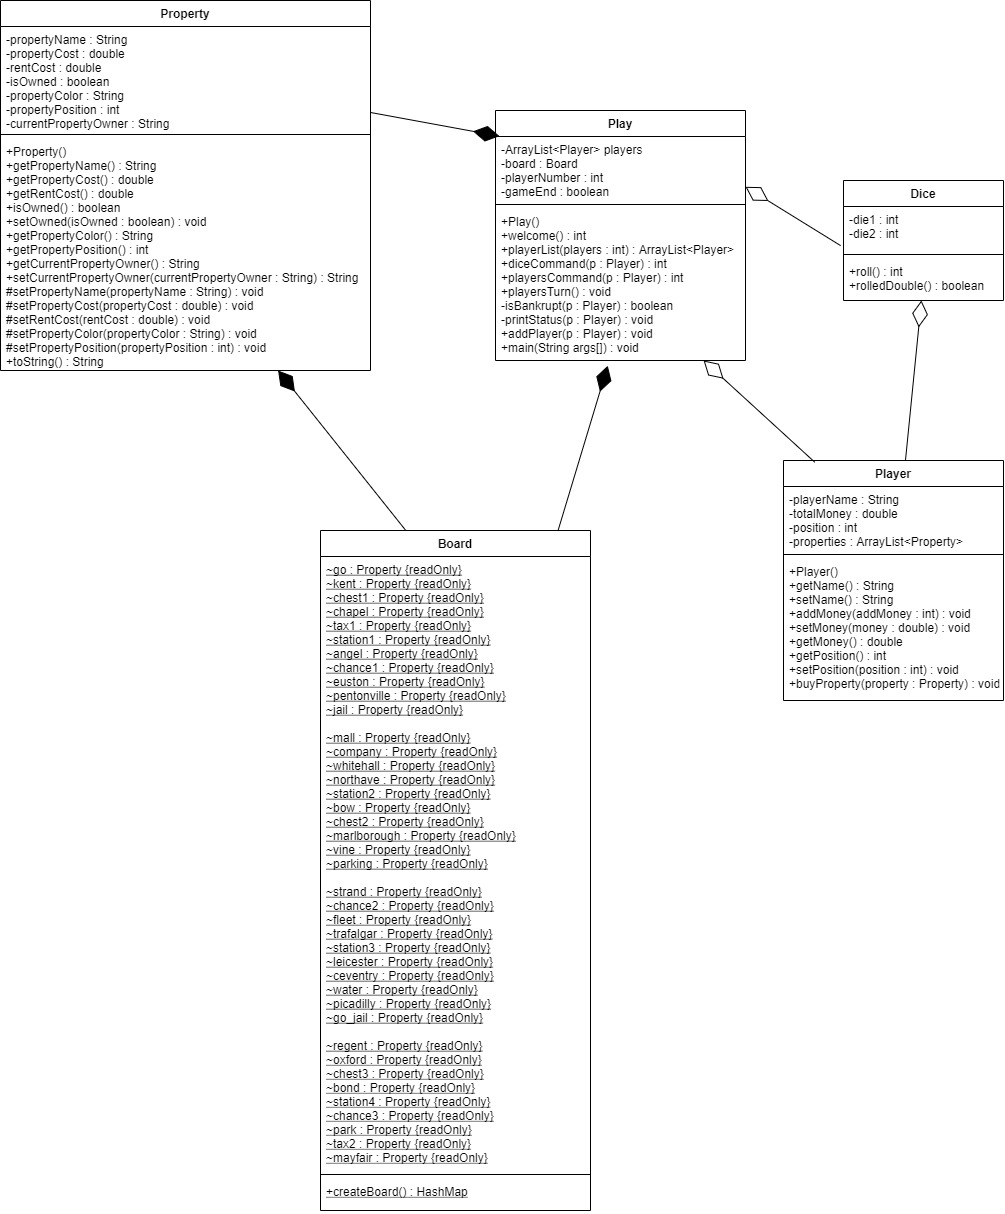 Property
-propertyName : String
-propertyCost : double
-rentCost : double
-isOwned : boolean
-propertyColor : String
-propertyPosition : int
-currentPropertyOwner : String
+Property()
+getPropertyName() : String
+getPropertyCost() : double
+getRentCost() : double
+isOwned() : boolean
+setOwned(isOwned : boolean) : void
+getPropertyColor() : String
+getPropertyPosition() : int
+getCurrentPropertyOwner() : String
+setCurrentPropertyOwner(currentPropertyOwner : String) : String
#setPropertyName(propertyName : String) : void
#setPropertyCost(propertyCost : double) : void
#setRentCost(rentCost : double) : void
#setPropertyColor(propertyColor : String) : void
#setPropertyPosition(propertyPosition : int) : void
+toString() : String
Play
-ArrayList<Player> players
-board : Board
-playerNumber : int
-gameEnd : boolean
+Play()
+welcome() : int
+playerList(players : int) : ArrayList<Player>
+diceCommand(p : Player) : int
+playersCommand(p : Player) : int
+playersTurn() : void
-isBankrupt(p : Player) : boolean
-printStatus(p : Player) : void
+addPlayer(p : Player) : void
+main(String args[]) : void
Dice
-die1 : int
-die2 : int
+roll() : int
+rolledDouble() : boolean
Player
-playerName : String
-totalMoney : double
-position : int
-properties : ArrayList<Property>
+Player()
+getName() : String
+setName() : String
+addMoney(addMoney : int) : void
+setMoney(money : double) : void
+getMoney() : double
+getPosition() : int
+setPosition(position : int) : void
+buyProperty(property : Property) : void
Board
~go : Property {readOnly}
~kent : Property {readOnly}
~chest1 : Property {readOnly}
~chapel : Property {readOnly}
~tax1 : Property {readOnly}
~station1 : Property {readOnly}
~angel : Property {readOnly}
~chance1 : Property {readOnly}
~euston : Property {readOnly}
~pentonville : Property {readOnly}
~jail : Property {readOnly}
~mall : Property {readOnly}
~company : Property {readOnly}
~whitehall : Property {readOnly}
~northave : Property {readOnly}
~station2 : Property {readOnly}
~bow : Property {readOnly}
~chest2 : Property {readOnly}
~marlborough : Property {readOnly}
~vine : Property {readOnly}
~parking : Property {readOnly}
~strand : Property {readOnly}
~chance2 : Property {readOnly}
~fleet : Property {readOnly}
~trafalgar : Property {readOnly}
~station3 : Property {readOnly}
~leicester : Property {readOnly}
~ceventry : Property {readOnly}
~water : Property {readOnly}
~picadilly : Property {readOnly}
~go_jail : Property {readOnly}
~regent : Property {readOnly}
~oxford : Property {readOnly}
~chest3 : Property {readOnly}
~bond : Property {readOnly}
~station4 : Property {readOnly}
~chance3 : Property {readOnly}
~park : Property {readOnly}
~tax2 : Property {readOnly}
~mayfair : Property {readOnly}
+createBoard() : HashMap